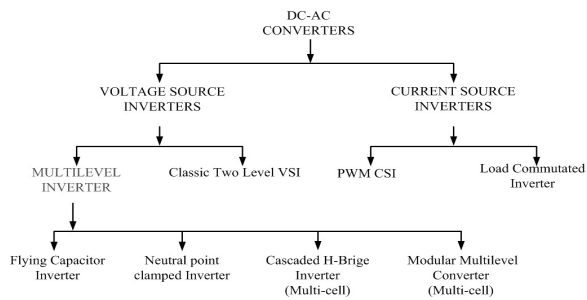 DC-AC
CONVERTERS
VOLTAGE SOURCE
INVERTERS
CURRENT SOURCE
INVERTERS
MULTILEVEL
INVERTER
Classic Two Level VSI
PWM CSI
Load Commutated
Inverter
Flying Capacitor
Inverter
Neutral point
clamped Inverter
Cascaded H-Brige
Inverter
(Multi-cell)
Modular Multilevel
Converter
(Multi-cell)